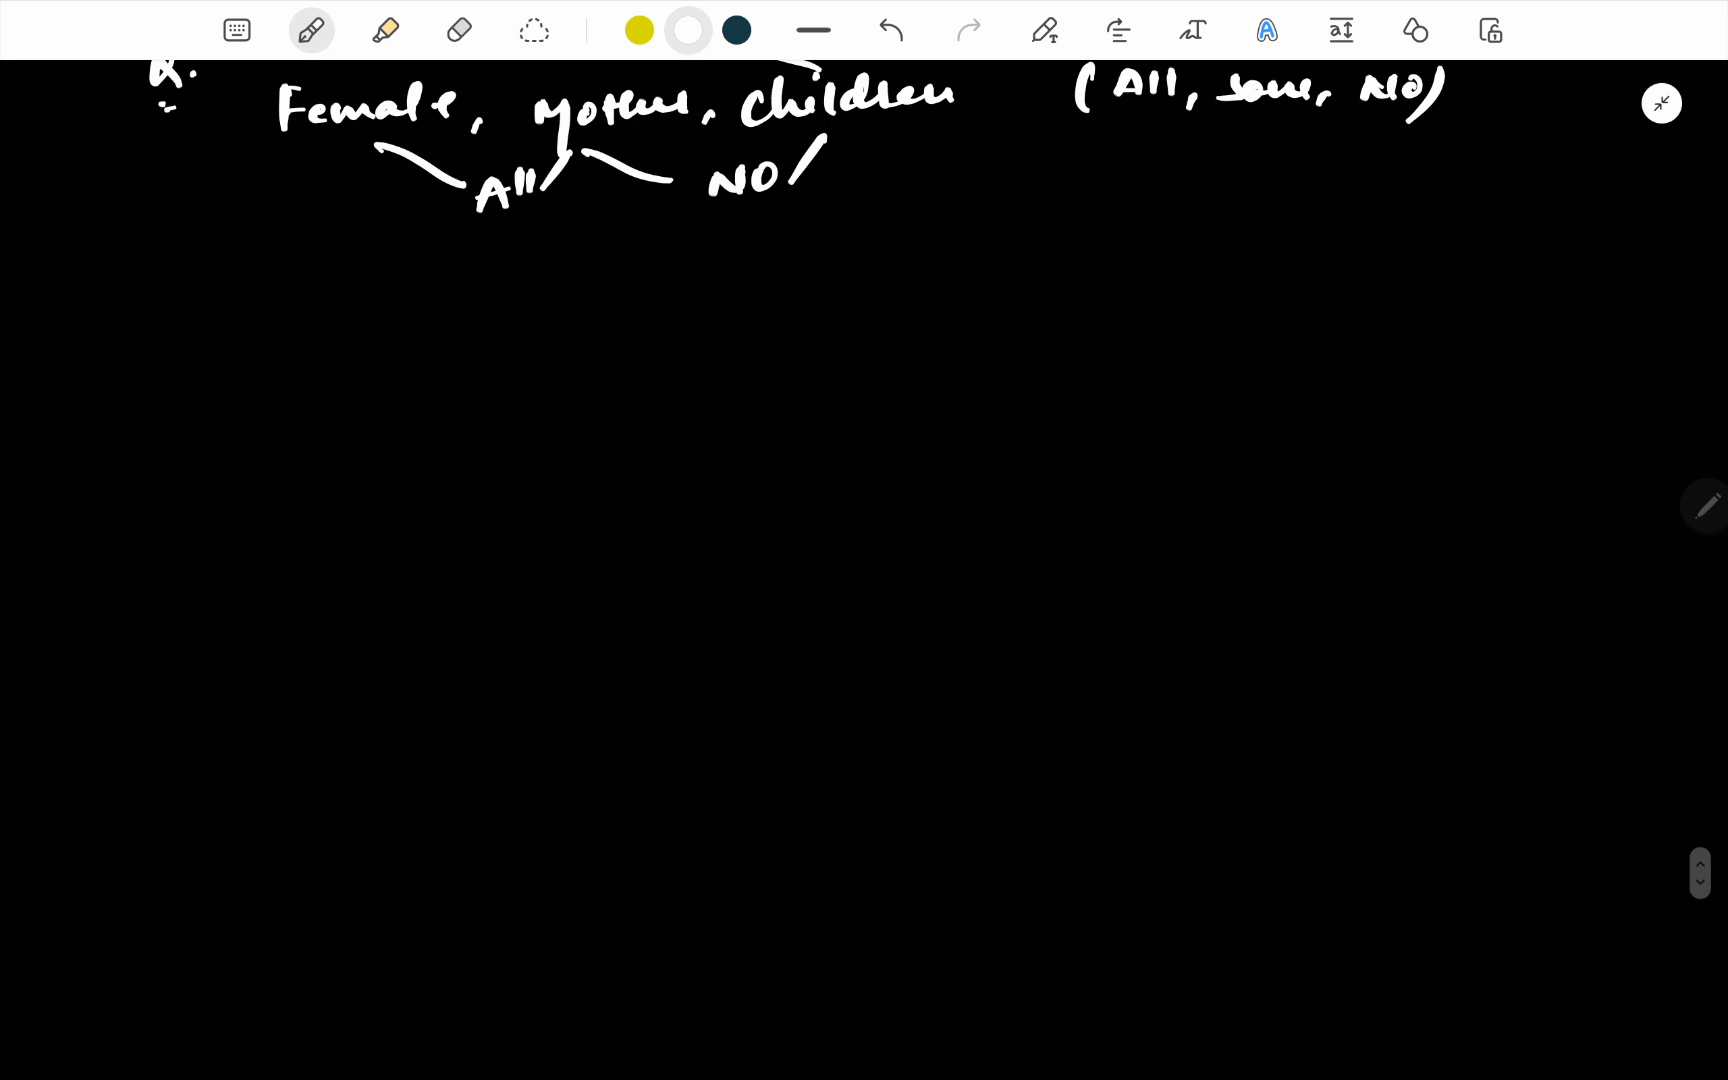 Q. Female, Mother, Children (All, Some, No)
All No